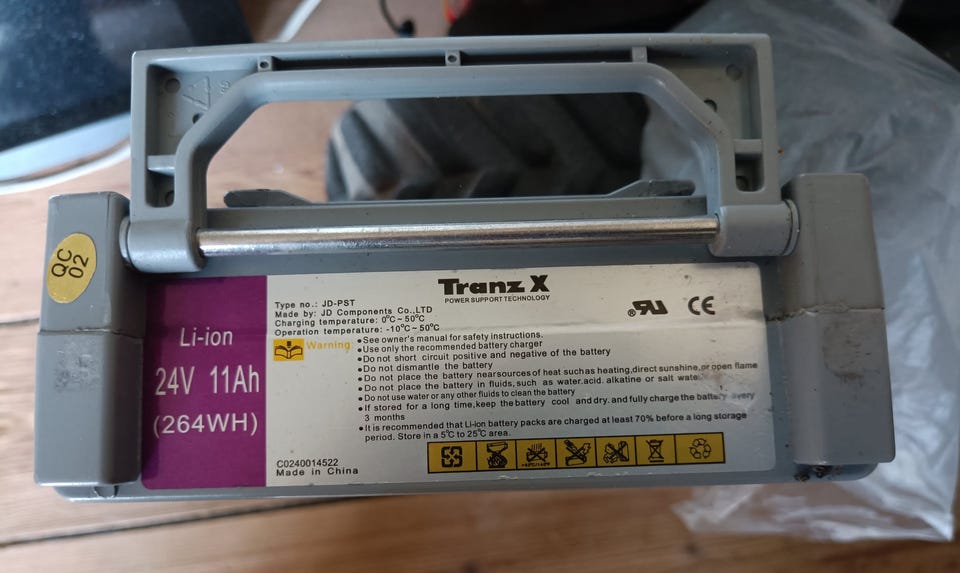 QC
02
Li-ion
24V 11Ah
(264WH)
Tranz X
POWER SUPPORT TECHNOLOGY
Type no.: JD-PST
Made by: JD Components Co.,LTD
Charging temperature: 0℃~50℃
Operation temperature: -10℃~50℃
Warning:
•See owner's manual for safety instructions.
•Use only the recommended battery charger
•Do not short circuit positive and negative of the battery
•Do not dismantle the battery
•Do not place the battery near sources of heat suchas heating,direct sunshine, or open flame
•Do not place the battery in fluids, such as water.acid. alkatine or salt water
•Do not use water or any other fluids to clean the battery
•If stored for a long time, keep the battery cool and dry. and fully charge the battery every
3 months
•It is recommended that Li-ion battery packs are charged at least 70% before a long storage
period. Store in a 5℃ to 25℃ area.
C0240014522
Made in China
CE